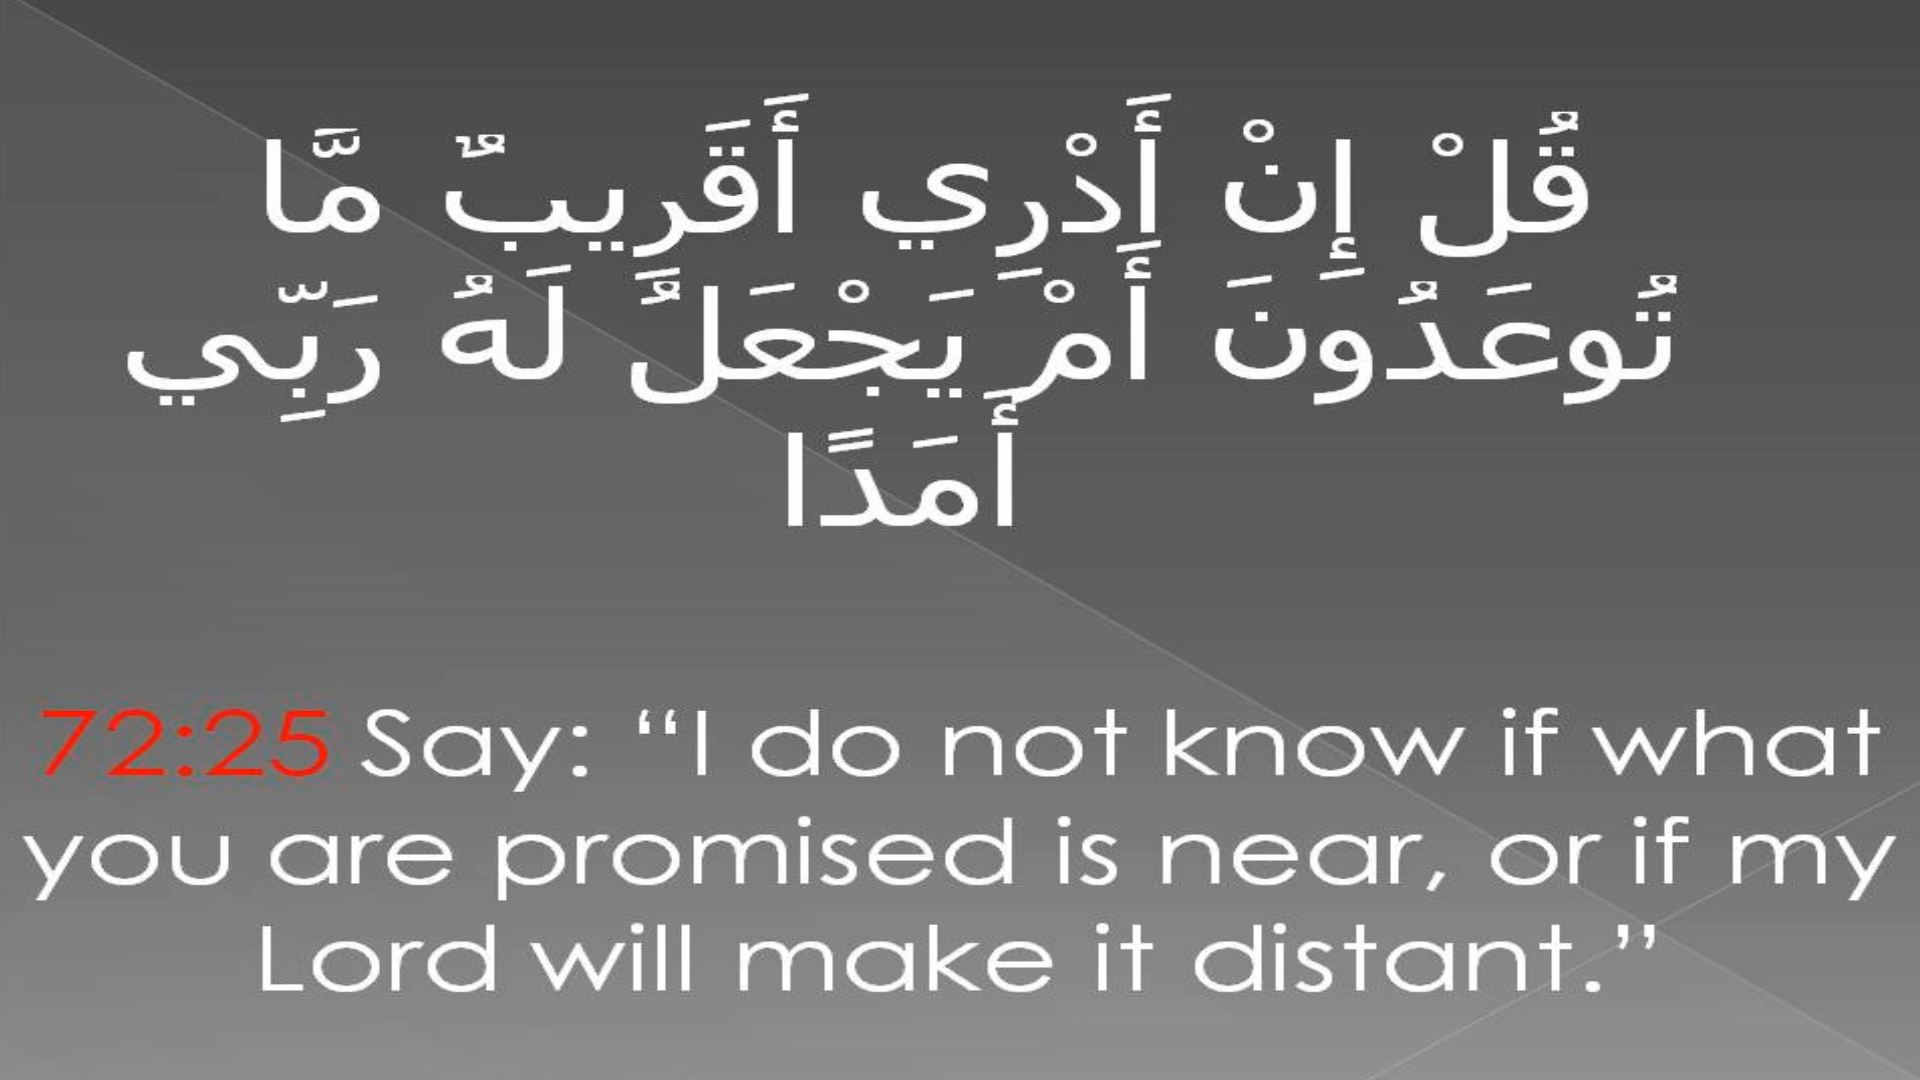 قُلْ إِنْ أَدْرِي أَقَرِيبٌ مَّا
تُوعَدُونَ أَمْ يَجْعَلُ لَهُ رَبِّي
أَمَدًا
72:25 Say: “I do not know if what
you are promised is near, or if my
Lord will make it distant.”